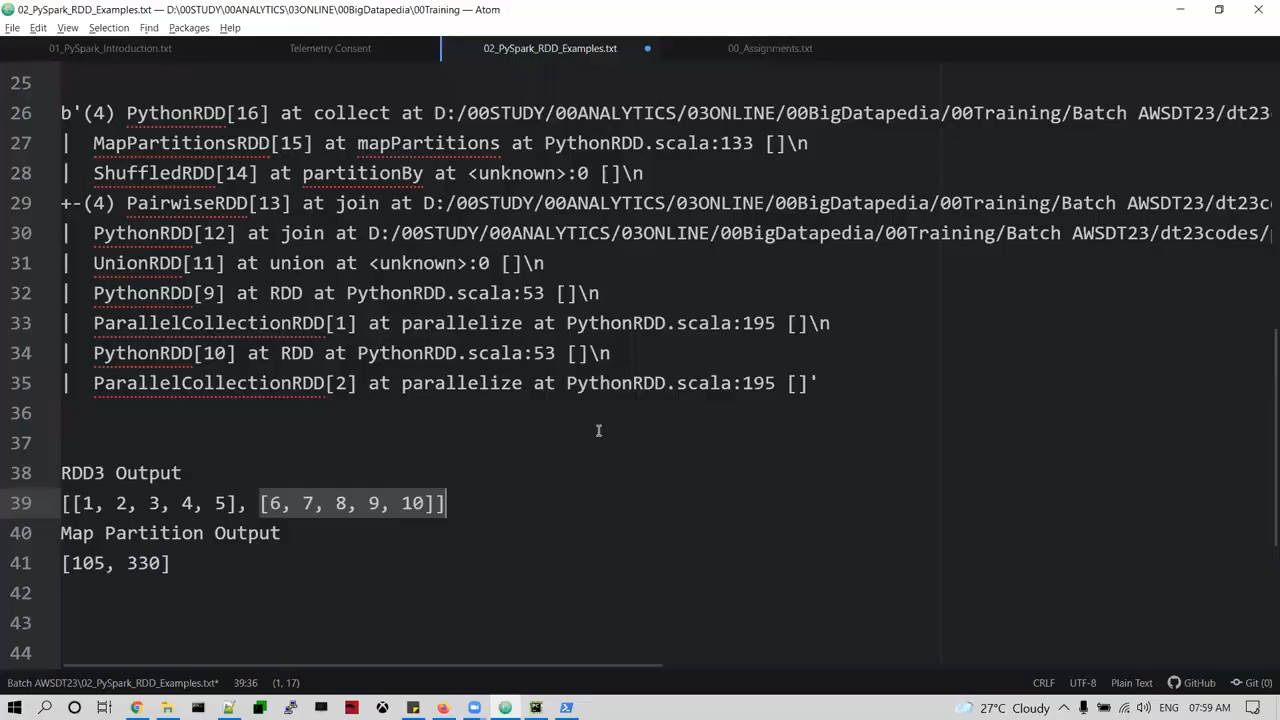 02_PySpark_RDD_Examples.txt — D:\00STUDY\00ANALYTICS\03ONLINE\00BigDatapedia\00Training — Atom
File Edit View Selection Find Packages Help
01_PySpark_Introduction.txt Telemetry Consent 02_PySpark_RDD_Examples.txt 00_Assignments.txt
25
26 b'(4) PythonRDD[16] at collect at D:/00STUDY/00ANALYTICS/03ONLINE/00BigDatapedia/00Training/Batch AWSDT23/dt23
27 | MapPartitionsRDD[15] at mapPartitions at PythonRDD.scala:133 []\n
28 | ShuffledRDD[14] at partitionBy at <unknown>:0 []\n
29 +-(4) PairwiseRDD[13] at join at D:/00STUDY/00ANALYTICS/03ONLINE/00BigDatapedia/00Training/Batch AWSDT23/dt23c
30 | PythonRDD[12] at join at D:/00STUDY/00ANALYTICS/03ONLINE/00BigDatapedia/00Training/Batch AWSDT23/dt23codes/
31 | UnionRDD[11] at union at <unknown>:0 []\n
32 | PythonRDD[9] at RDD at PythonRDD.scala:53 []\n
33 | ParallelCollectionRDD[1] at parallelize at PythonRDD.scala:195 []\n
34 | PythonRDD[10] at RDD at PythonRDD.scala:53 []\n
35 | ParallelCollectionRDD[2] at parallelize at PythonRDD.scala:195 []'
36
37
38 RDD3 Output
39 [[1, 2, 3, 4, 5], [6, 7, 8, 9, 10]]
40 Map Partition Output
41 [105, 330]
42
43
44
Batch AWSDT23\02_PySpark_RDD_Examples.txt* 39:36 (1, 17) CRLF UTF-8 Plain Text GitHub Git (0)
27°C Cloudy ENG 07:59 AM